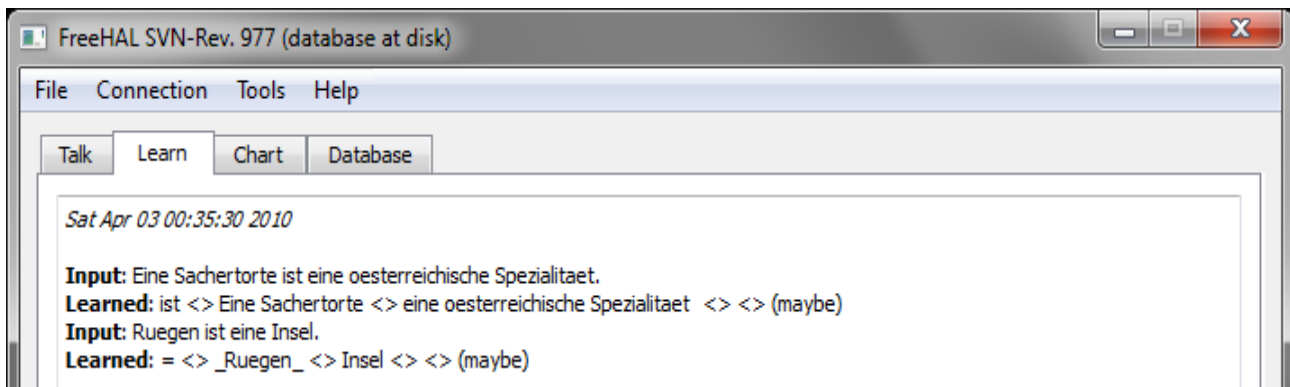 FreeHAL SVN-Rev. 977 (database at disk)
File Connection Tools Help
Talk Learn Chart Database
Sat Apr 03 00:35:30 2010
Input: Eine Sachertorte ist eine oesterreichische Spezialitaet.
Learned: ist <> Eine Sachertorte <> eine oesterreichische Spezialitaet <> <> (maybe)
Input: Ruegen ist eine Insel.
Learned: = <> _Ruegen_ <> Insel <> <> (maybe)